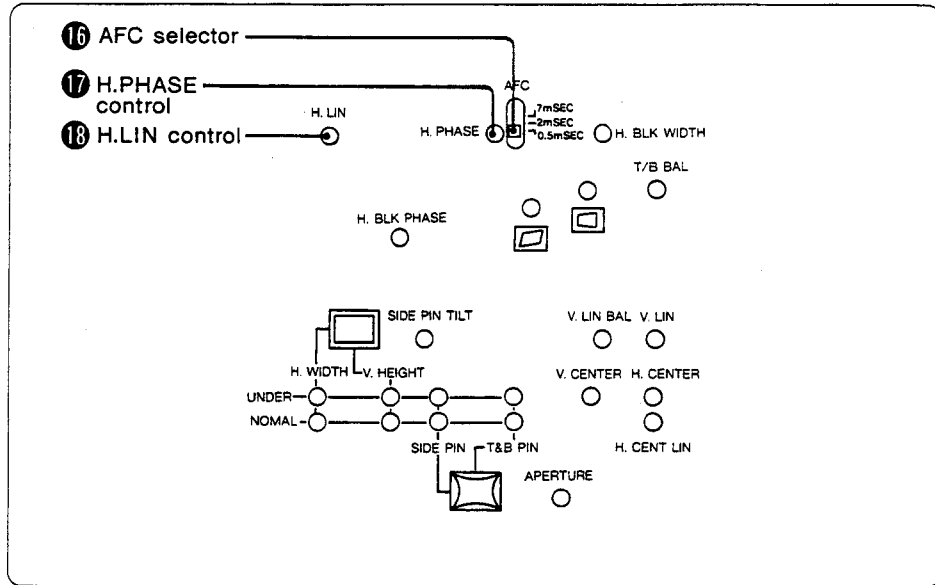 16 AFC selector
17 H.PHASE
control
18 H.LIN control
AFC
H. LIN
H. PHASE
7mSEC
2mSEC
0.5mSEC
H. BLK WIDTH
T/B BAL
H. BLK PHASE
SIDE PIN TILT
V. LIN BAL V. LIN
H. WIDTH V. HEIGHT
V. CENTER H. CENTER
UNDER
NOMAL
SIDE PIN T&B PIN
H. CENT LIN
APERTURE